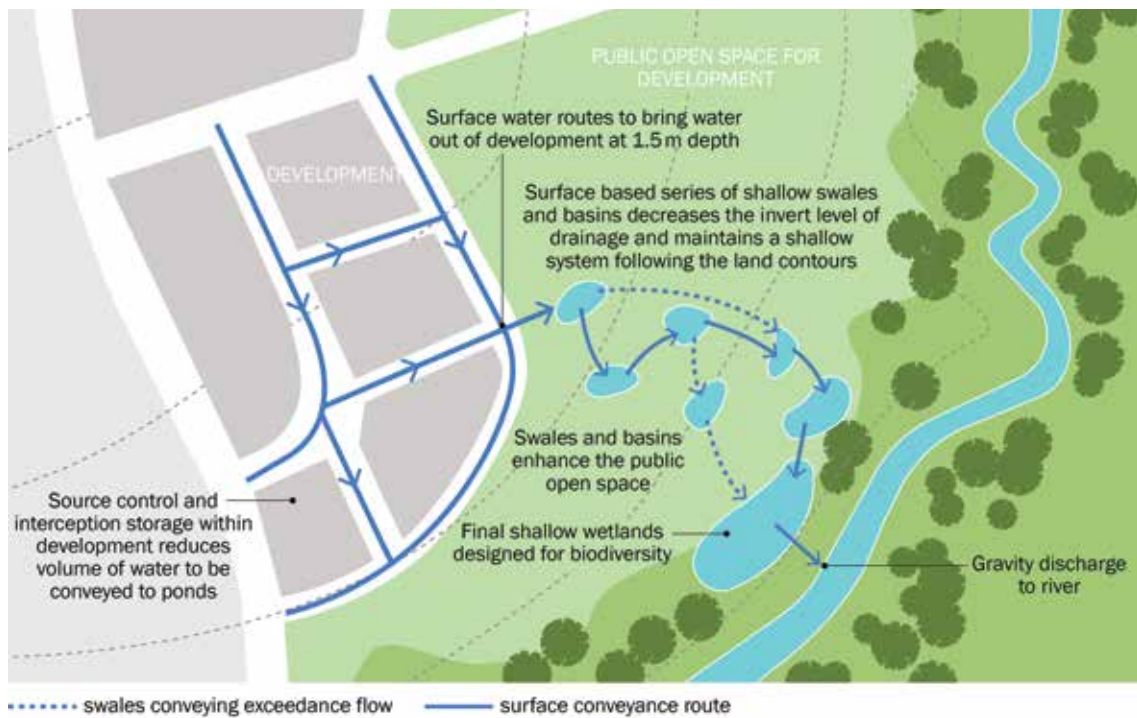 PUBLIC OPEN SPACE FOR
DEVELOPMENT
Surface water routes to bring water
out of development at 1.5m depth
DEVELOPMENT
Surface based series of shallow swales
and basins decreases the invert level of
drainage and maintains a shallow
system following the land contours
Swales and basins
enhance the public
open space
Source control and
interception storage within
development reduces
volume of water to be
conveyed to ponds
Final shallow wetlands
designed for biodiversity
Gravity discharge
to river
swales conveying exceedance flow
surface conveyance route